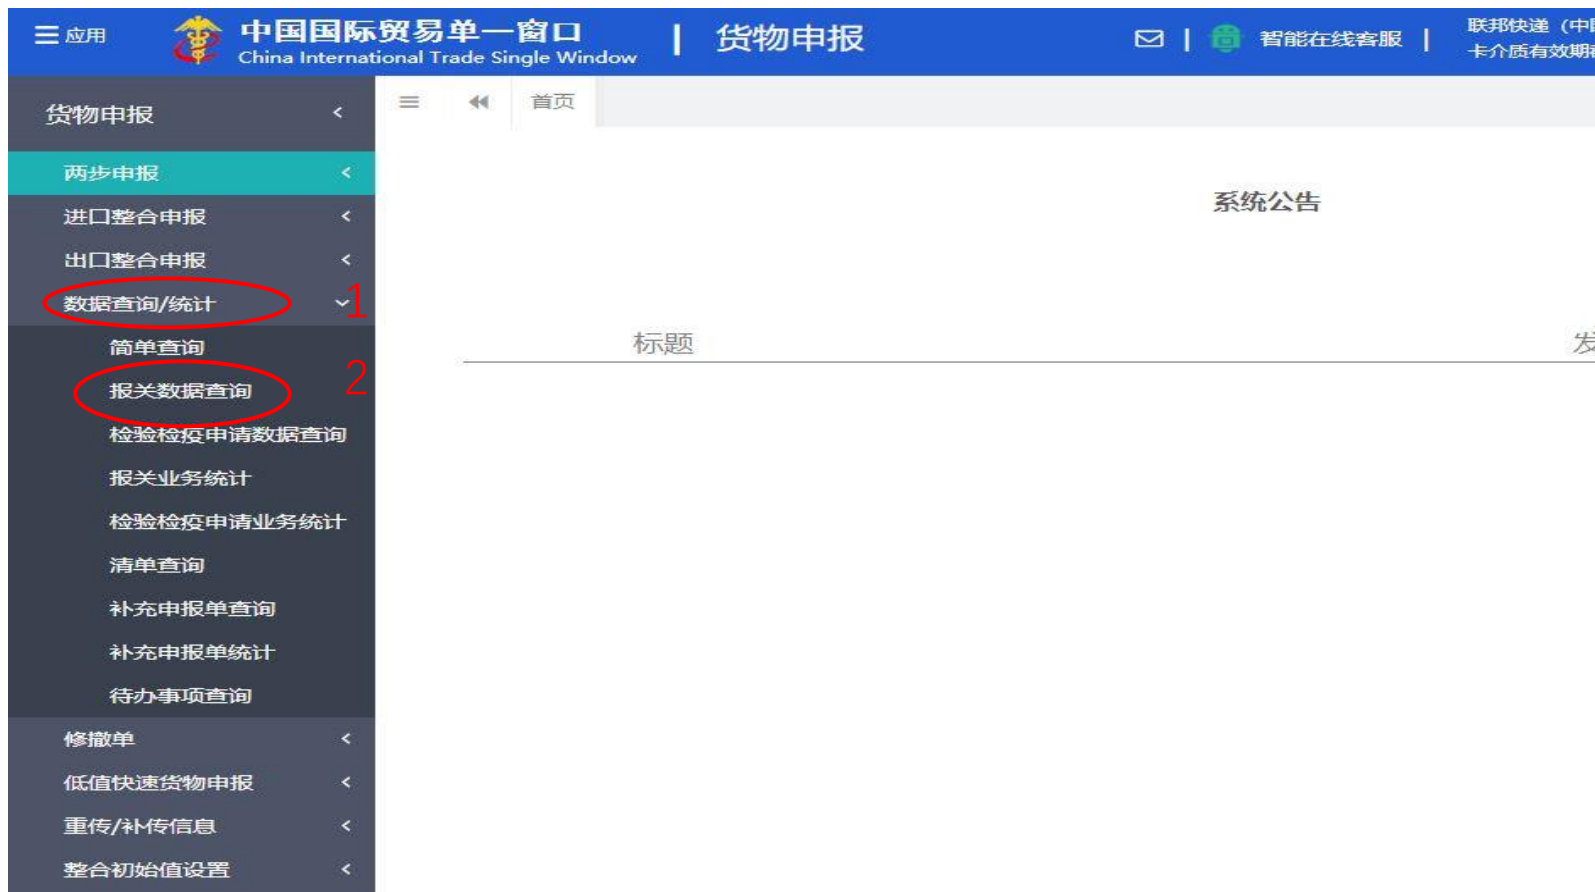 应用
中国国际贸易单一窗口
China International Trade Single Window
货物申报
智能在线客服
联邦快递（中
卡介质有效期
货物申报
首页
两步申报
进口整合申报
出口整合申报
数据查询/统计
1
简单查询
报关数据查询
2
检验检疫申请数据查询
报关业务统计
检验检疫申请业务统计
清单查询
补充申报单查询
补充申报单统计
待办事项查询
修撤单
低值快速货物申报
重传/补传信息
整合初始值设置
系统公告
标题
发